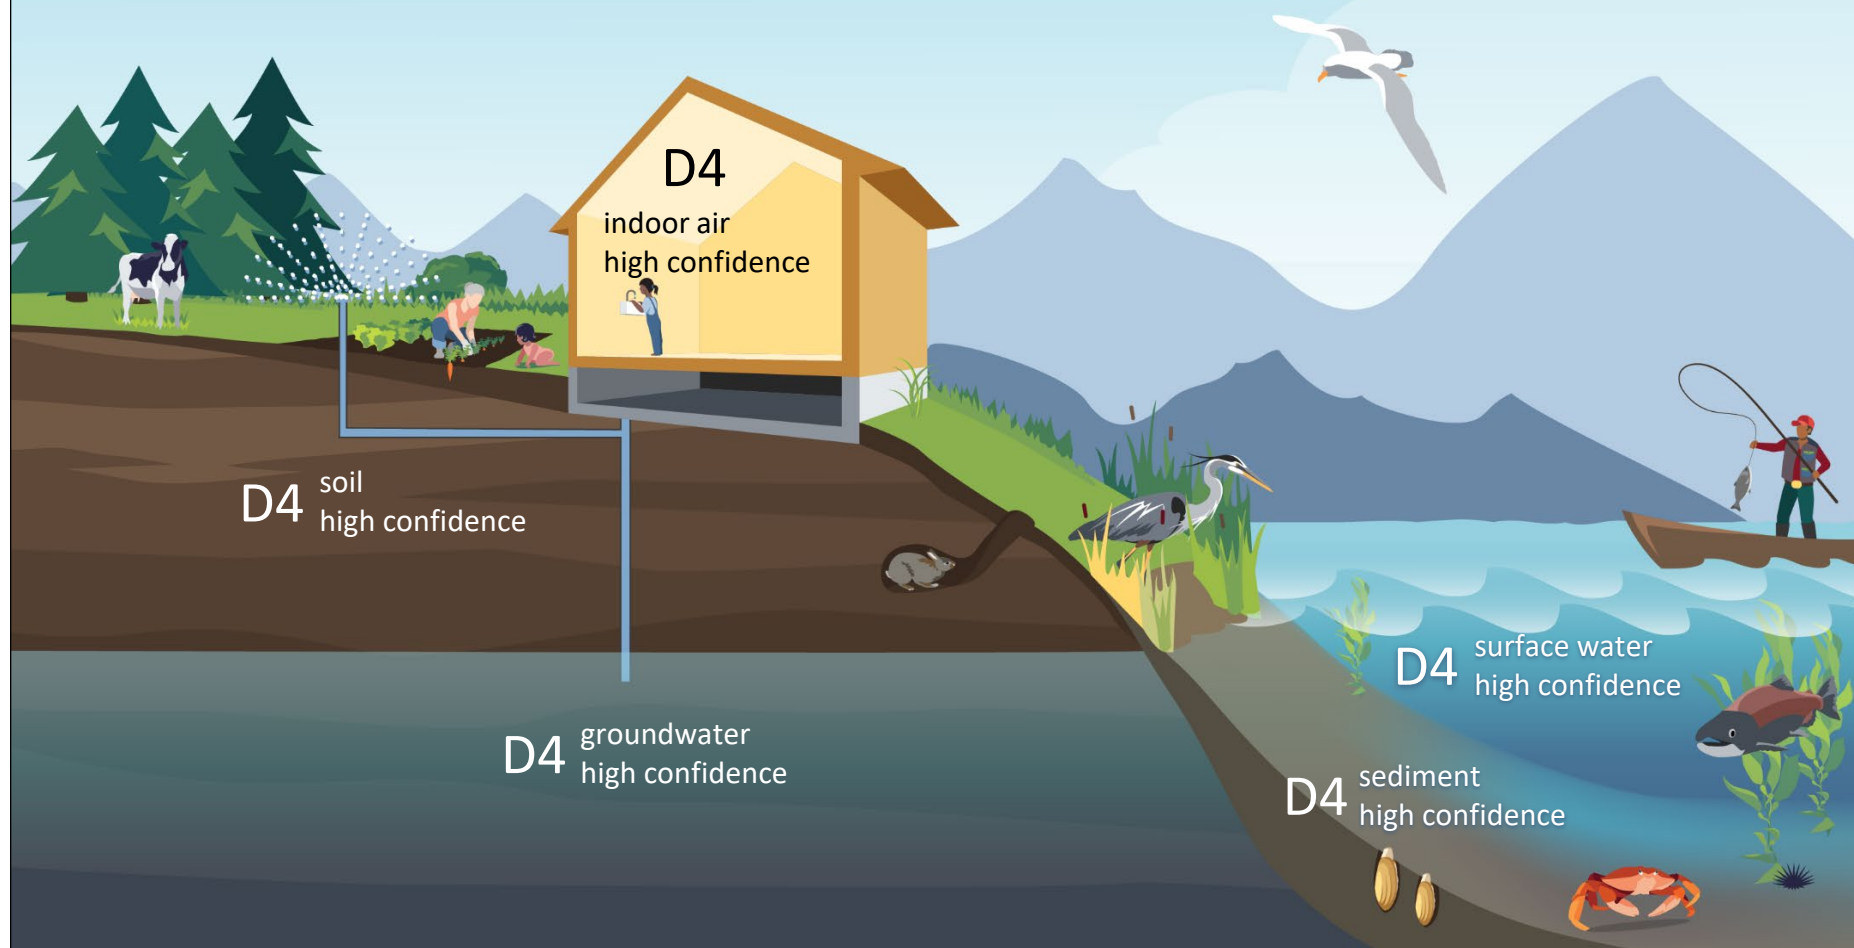 D4
indoor air
high confidence
D4
soil
high confidence
D4
surface water
high confidence
D4
groundwater
high confidence
D4
sediment
high confidence